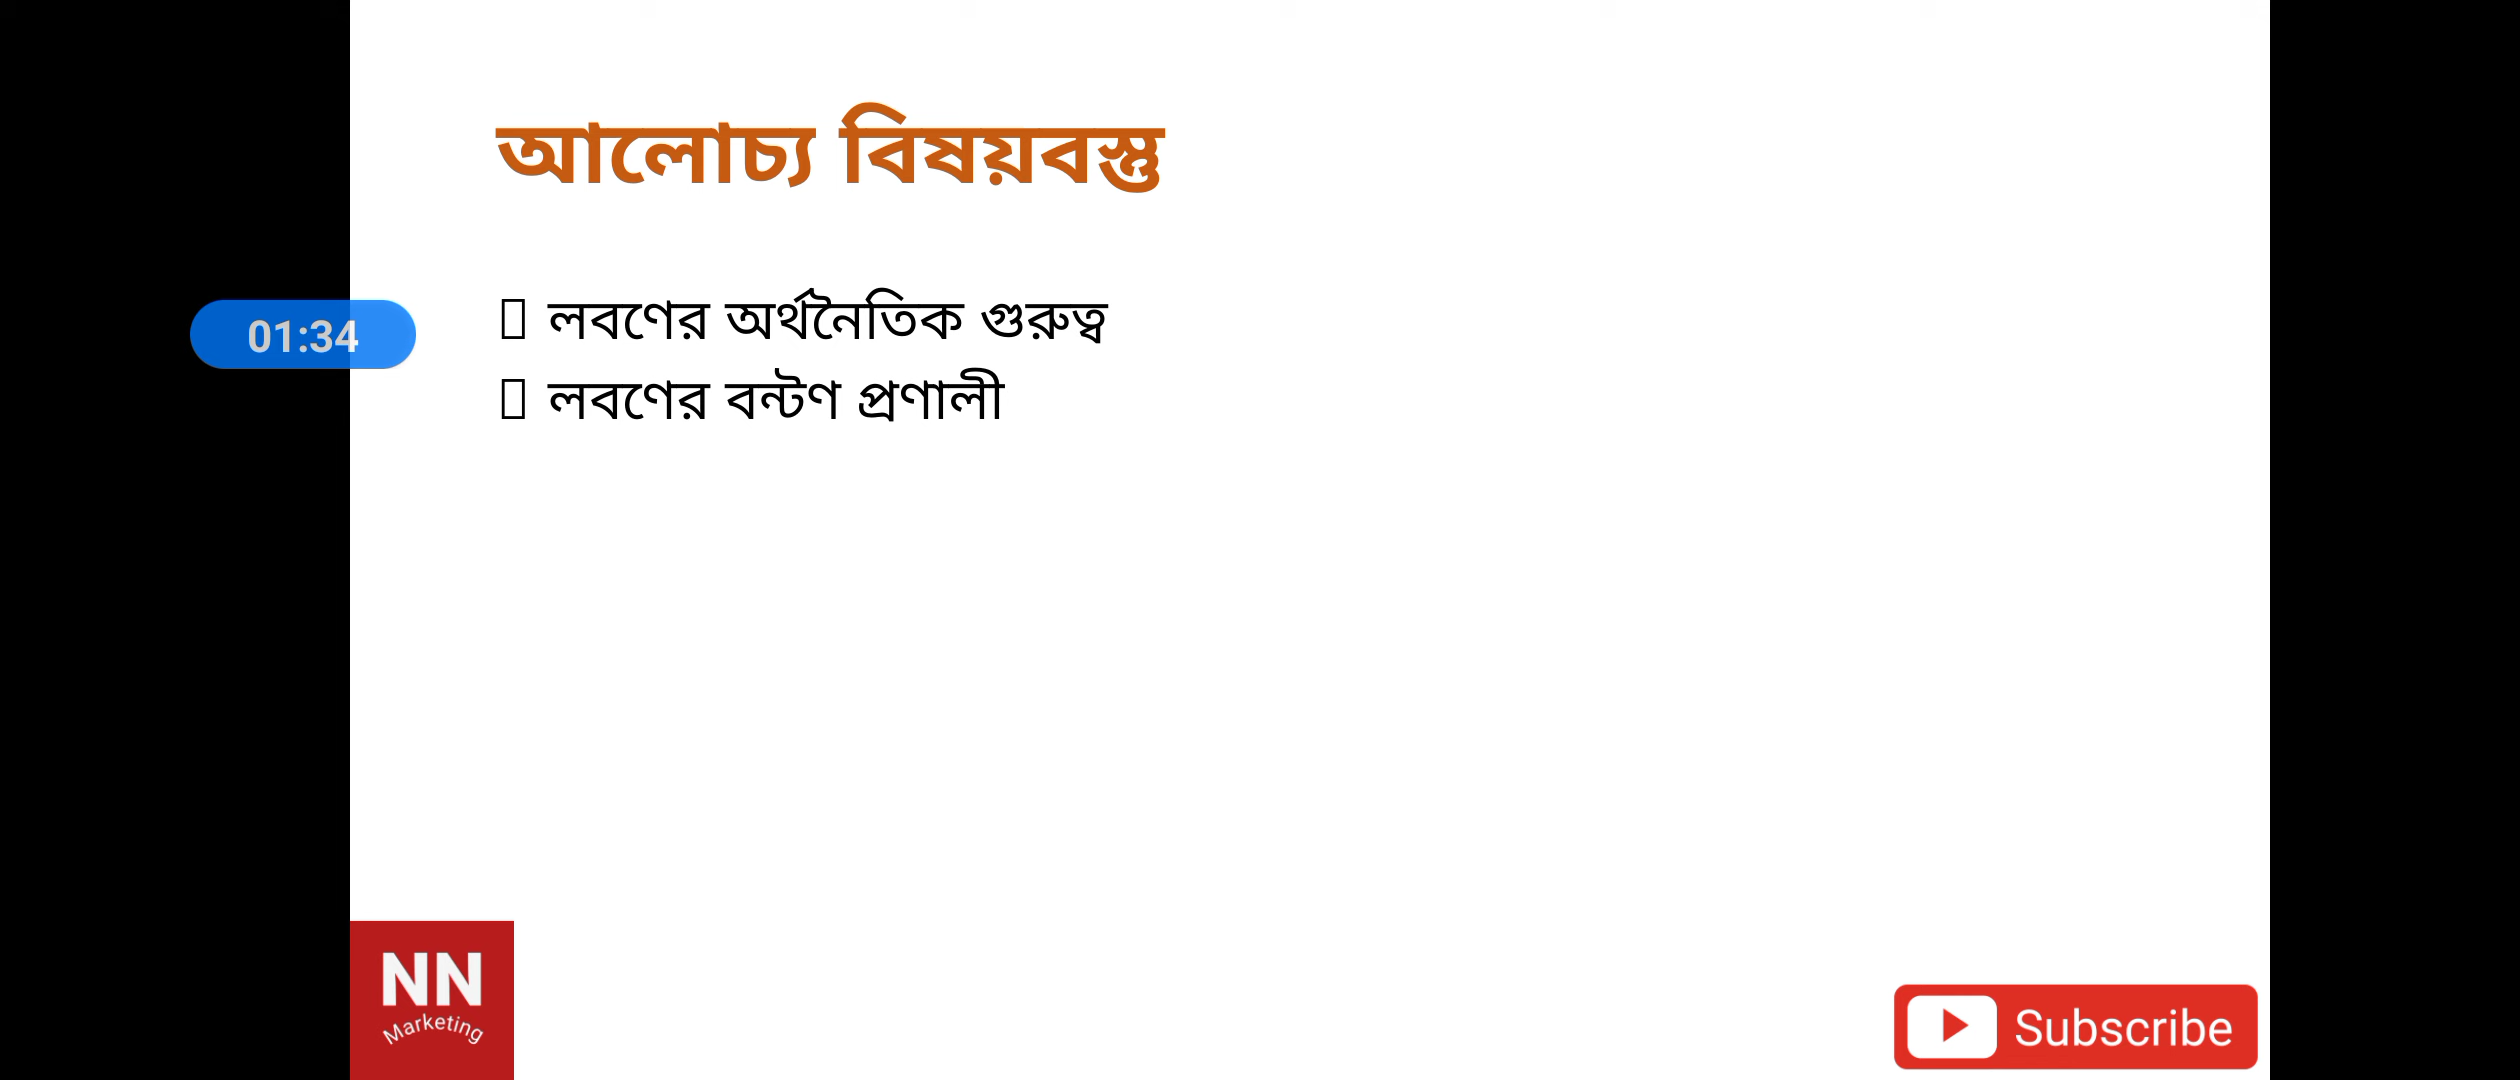 আলোচ্য বিষয়বস্তু
লবণের অর্থনৈতিক গুরুত্ব
01:34
লবণের বন্টণ প্রণালী
NN
Marketing
Subscribe